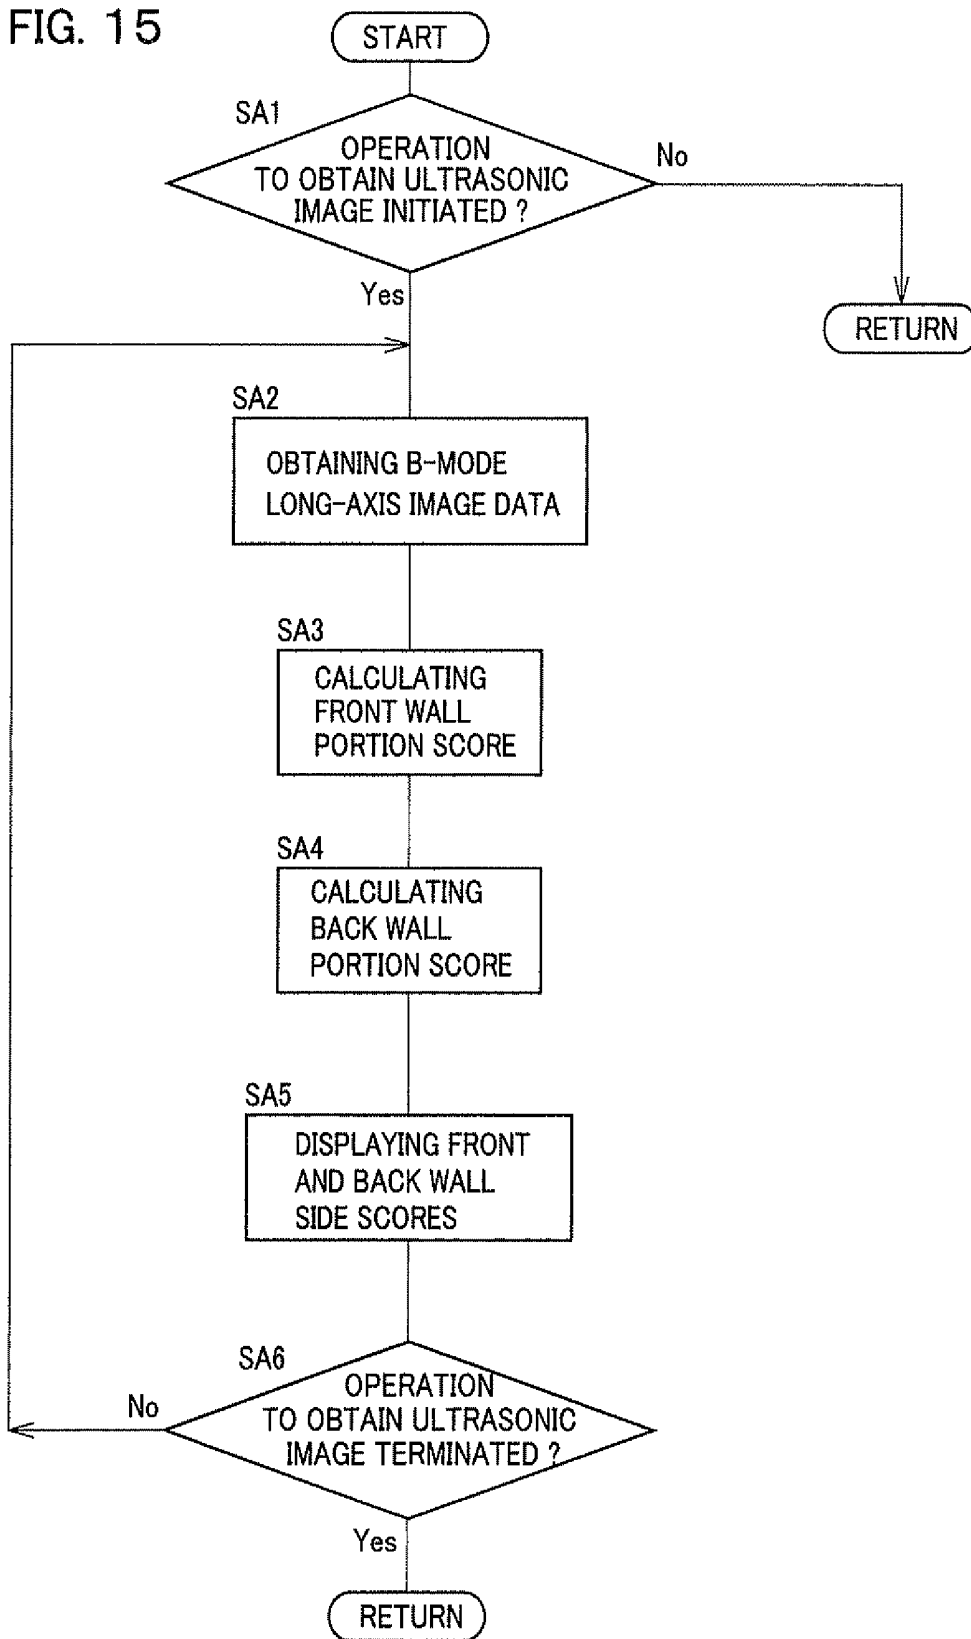 FIG. 15
START
SA1
OPERATION
TO OBTAIN ULTRASONIC
IMAGE INITIATED ?
No
Yes
RETURN
SA2
OBTAINING B-MODE
LONG-AXIS IMAGE DATA
SA3
CALCULATING
FRONT WALL
PORTION SCORE
SA4
CALCULATING
BACK WALL
PORTION SCORE
SA5
DISPLAYING FRONT
AND BACK WALL
SIDE SCORES
SA6
OPERATION
TO OBTAIN ULTRASONIC
IMAGE TERMINATED ?
No
Yes
RETURN